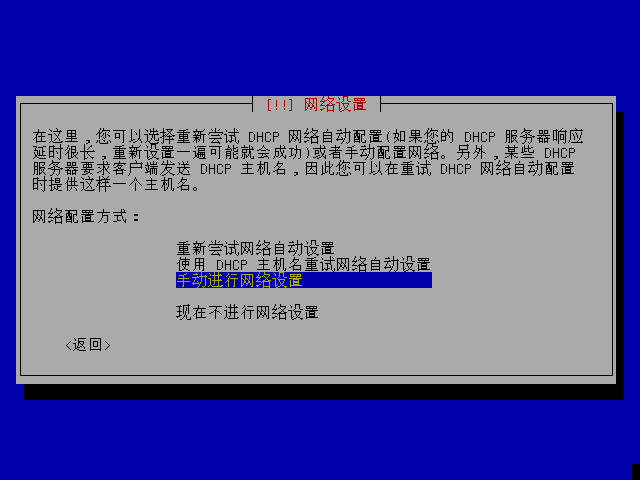 [!!] 网络设置
在这里,您可以选择重新尝试 DHCP 网络自动配置(如果您的 DHCP 服务器响应
延时很长,重新设置一遍可能就会成功)或者手动配置网络。另外,某些 DHCP
服务器要求客户端发送 DHCP 主机名,因此您可以在重试 DHCP 网络自动配置
时提供这样一个主机名。
网络配置方式:
重新尝试网络自动设置
使用 DHCP 主机名重试网络自动设置
手动进行网络设置
现在不进行网络设置
<返回>